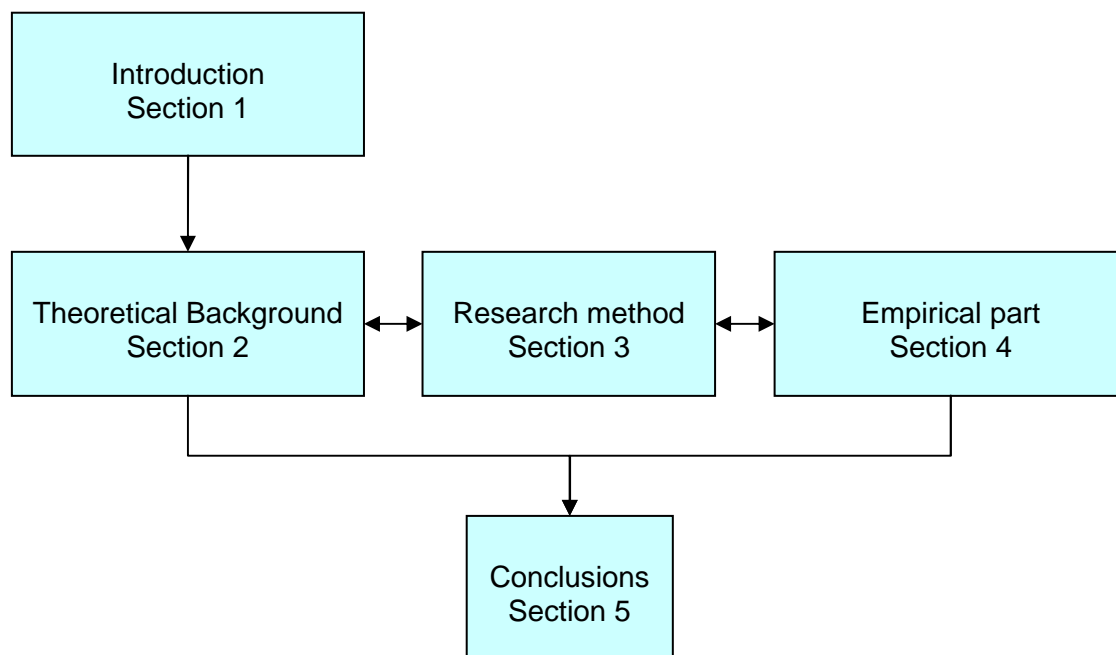 Introduction
Section 1
Theoretical Background
Section 2
Research method
Section 3
Empirical part
Section 4
Conclusions
Section 5